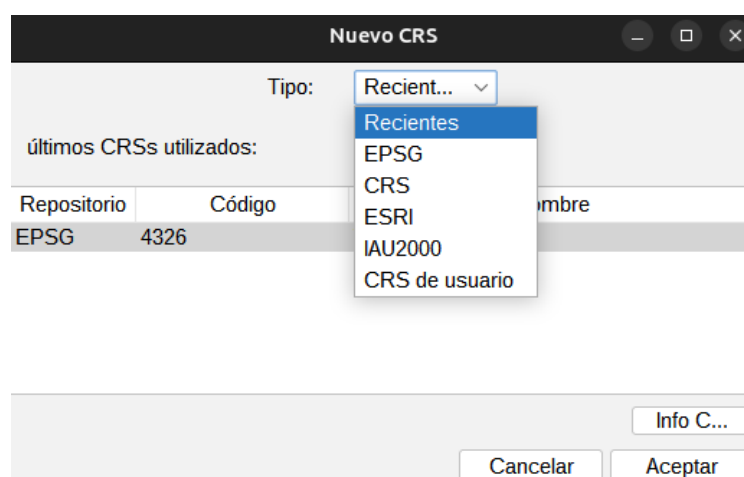 Nuevo CRS
Tipo: Recient...
Recientes
últimos CRSs utilizados:
EPSG
CRS
ESRI
IAU2000
CRS de usuario
Repositorio Código ombre
EPSG 4326
Info C...
Cancelar Aceptar